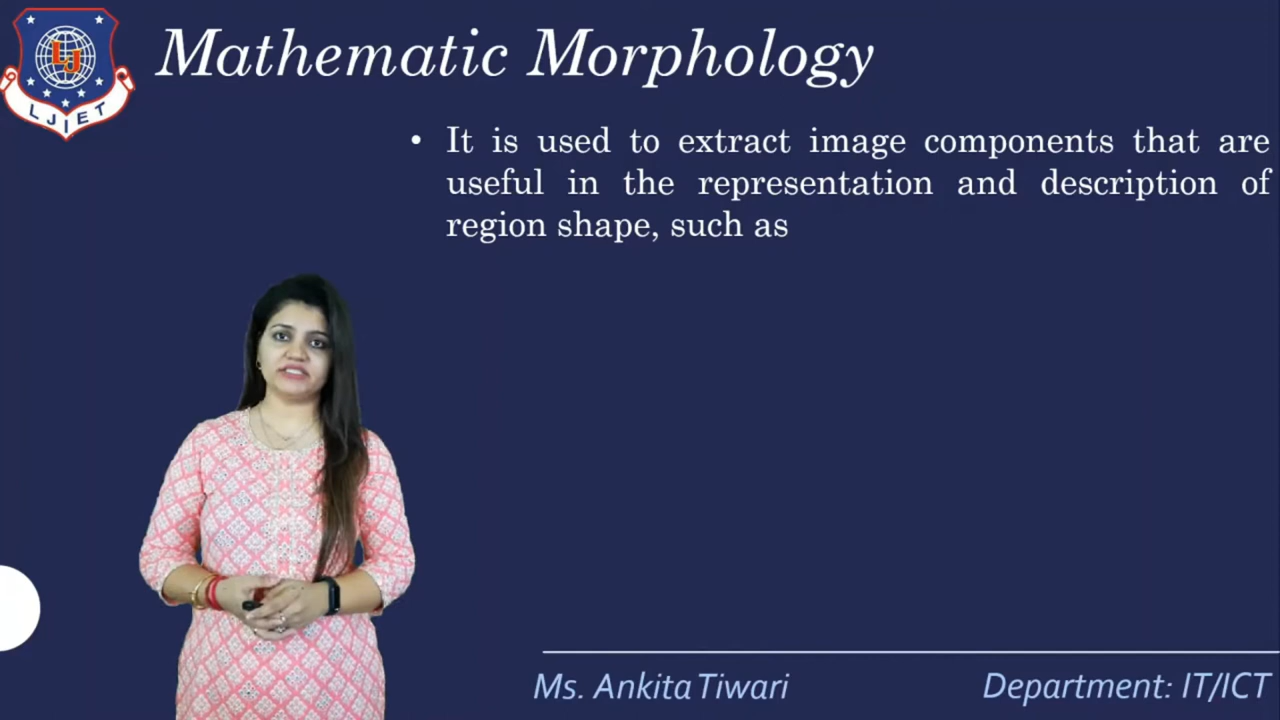 LJ
LJIET
Mathematic Morphology
• It is used to extract image components that are
useful in the representation and description of
region shape, such as
Ms. Ankita Tiwari
Department: IT/ICT